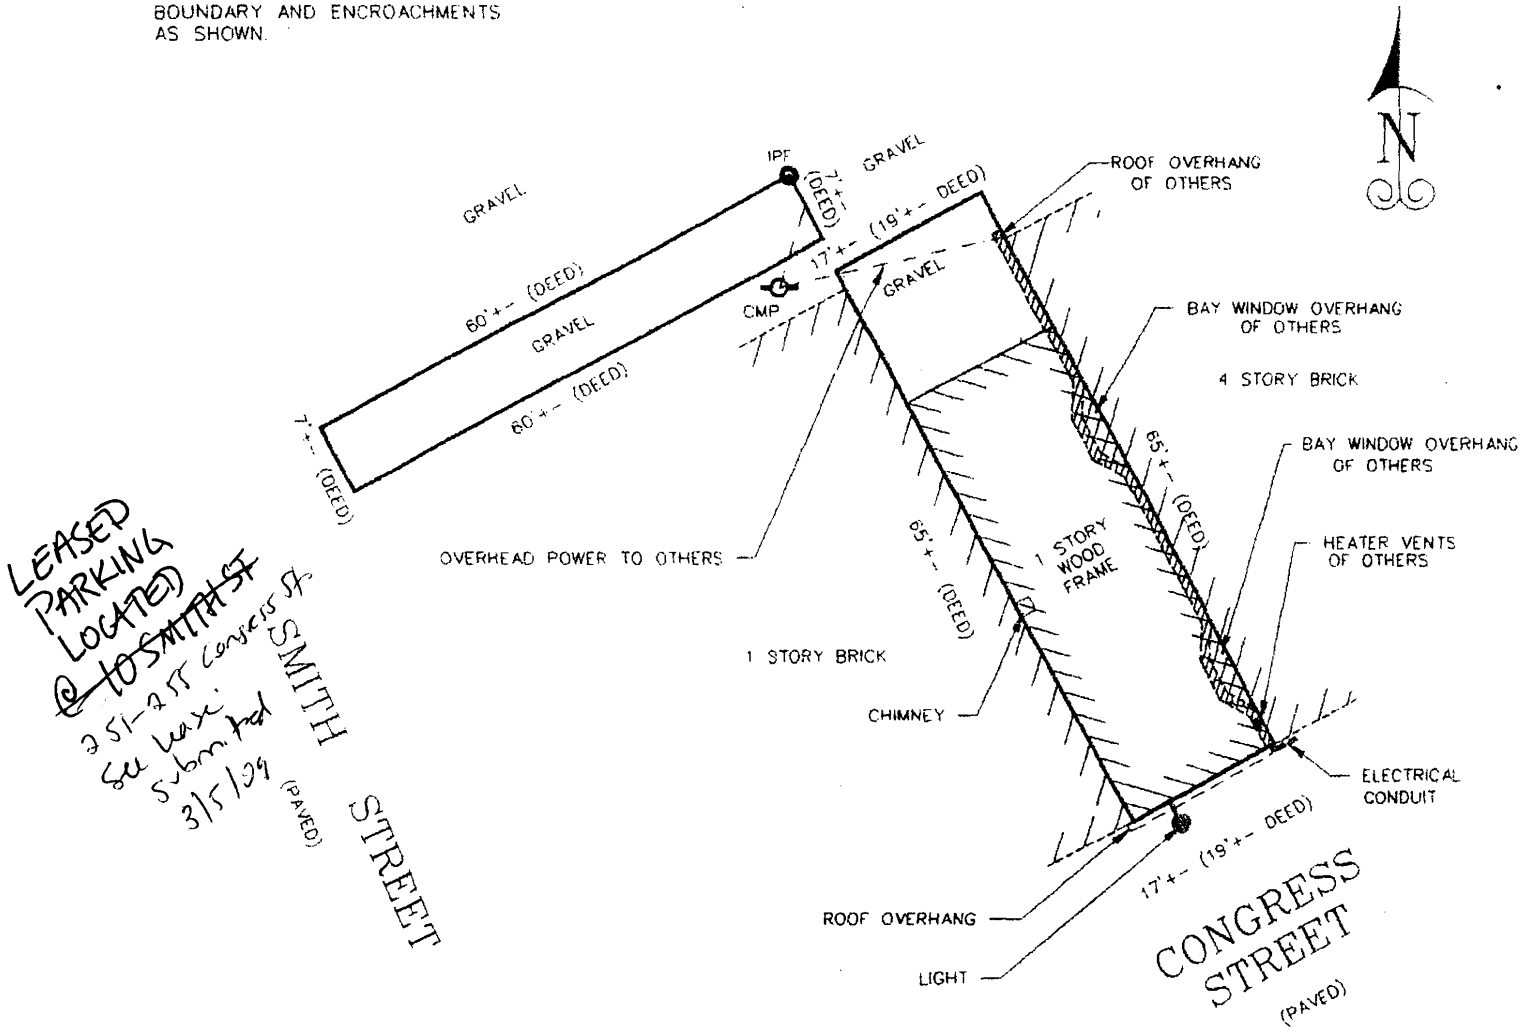 BOUNDARY AND ENCROACHMENTS
AS SHOWN.
N
IPF
GRAVEL
GRAVEL
7'+-
(DEED)
17'+- (19'+- DEED)
ROOF OVERHANG
OF OTHERS
60'+- (DEED)
GRAVEL
60'+- (DEED)
7'+- (DEED)
CMP
GRAVEL
BAY WINDOW OVERHANG
OF OTHERS
4 STORY BRICK
BAY WINDOW OVERHANG
OF OTHERS
65'+- (DEED)
HEATER VENTS
OF OTHERS
OVERHEAD POWER TO OTHERS
65'+- (DEED)
1 STORY
WOOD
FRAME
1 STORY BRICK
CHIMNEY
ELECTRICAL
CONDUIT
17'+- (19'+- DEED)
ROOF OVERHANG
LIGHT
CONGRESS
STREET
(PAVED)
LEASED
PARKING
LOCATED
@ 10 SMITH ST
251-255 Congress St
See lease
submitted
3/5/09
SMITH STREET
(PAVED)